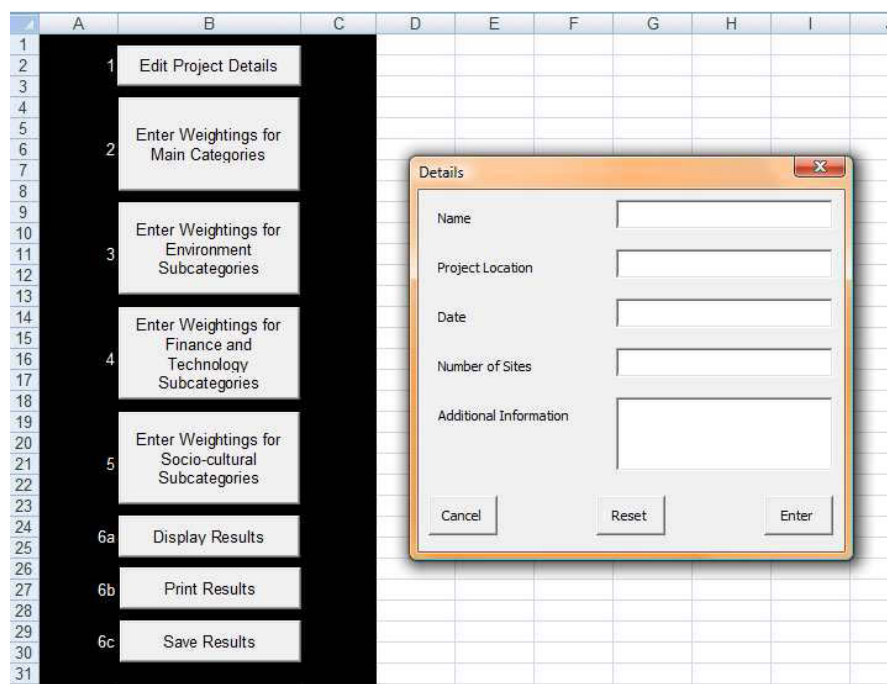 A B C D E F G H I
1
2
3
4
5
6
7
8
9
10
11
12
13
14
15
16
17
18
19
20
21
22
23
24
25
26
27
28
29
30
31
1 Edit Project Details
2 Enter Weightings for
Main Categories
3 Enter Weightings for
Environment
Subcategories
4 Enter Weightings for
Finance and
Technology
Subcategories
5 Enter Weightings for
Socio-cultural
Subcategories
6a Display Results
6b Print Results
6c Save Results
Details
Name
Project Location
Date
Number of Sites
Additional Information
Cancel Reset Enter